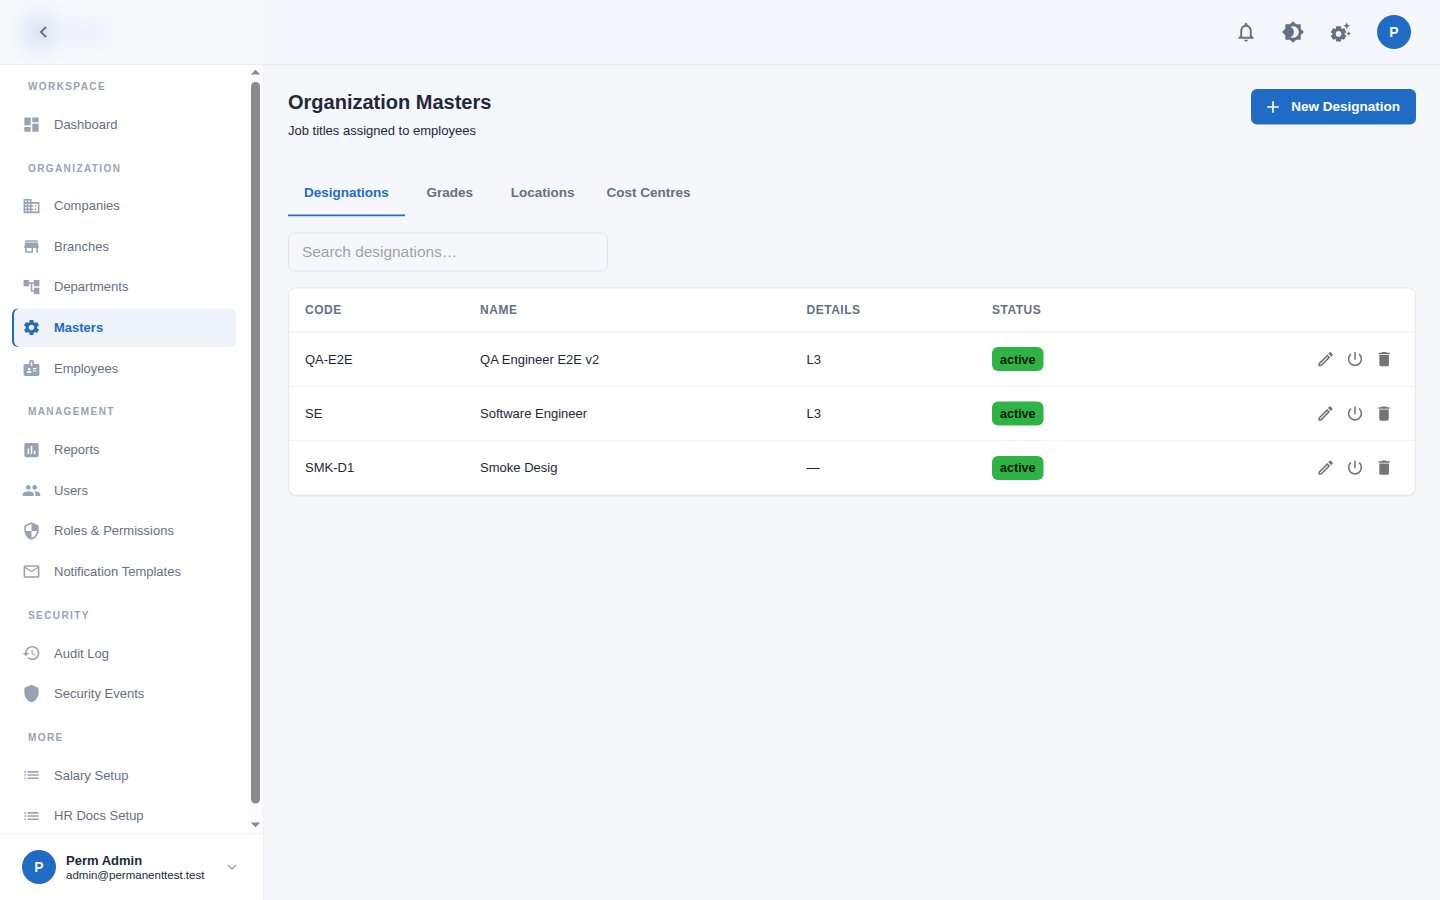 P
WORKSPACE
Dashboard
ORGANIZATION
Companies
Branches
Departments
Masters
Employees
MANAGEMENT
Reports
Users
Roles & Permissions
Notification Templates
SECURITY
Audit Log
Security Events
MORE
Salary Setup
HR Docs Setup
P
Perm Admin
admin@permanenttest.test
Organization Masters
Job titles assigned to employees
New Designation
Designations Grades Locations Cost Centres
Search designations…
CODE NAME DETAILS STATUS
QA-E2E QA Engineer E2E v2 L3 active
SE Software Engineer L3 active
SMK-D1 Smoke Desig — active